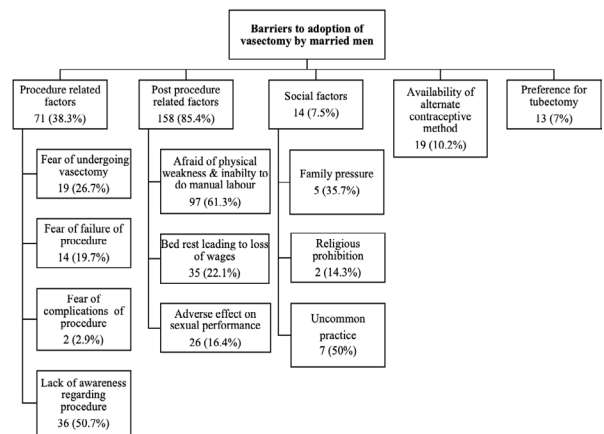 Barriers to adoption of
vasectomy by married men
Procedure related
factors
71 (38.3%)
Post procedure
related factors
158 (85.4%)
Social factors
14 (7.5%)
Availability of
alternate
contraceptive
method
19 (10.2%)
Preference for
tubectomy
13 (7%)
Fear of undergoing
vasectomy
19 (26.7%)
Fear of failure of
procedure
14 (19.7%)
Fear of
complications of
procedure
2 (2.9%)
Lack of awareness
regarding
procedure
36 (50.7%)
Afraid of physical
weakness & inabilty to
do manual labour
97 (61.3%)
Bed rest leading to loss
of wages
35 (22.1%)
Adverse effect on
sexual performance
26 (16.4%)
Family pressure
5 (35.7%)
Religious
prohibition
2 (14.3%)
Uncommon
practice
7 (50%)